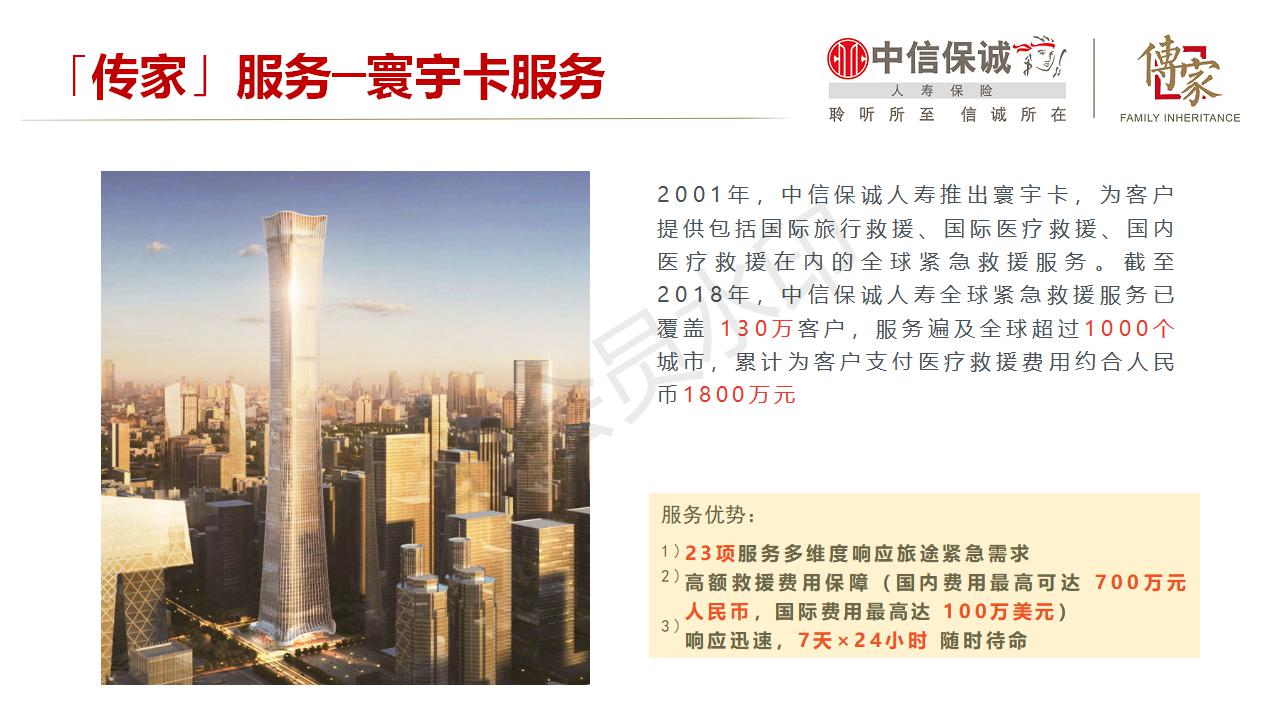 「传家」服务—寰宇卡服务
中信保诚
人寿保险
聆听所至 信诚所在
傳家
FAMILY INHERITANCE
2001年，中信保诚人寿推出寰宇卡，为客户
提供包括国际旅行救援、国际医疗救援、国内
医疗救援在内的全球紧急救援服务。截至
2018年，中信保诚人寿全球紧急救援服务已
覆盖 130万客户，服务遍及全球超过1000个
城市，累计为客户支付医疗救援费用约合人民
币1800万元
会员水印
服务优势：
1）23项服务多维度响应旅途紧急需求
2）高额救援费用保障（国内费用最高可达 700万元
人民币，国际费用最高达 100万美元）
3）响应迅速，7天×24小时 随时待命